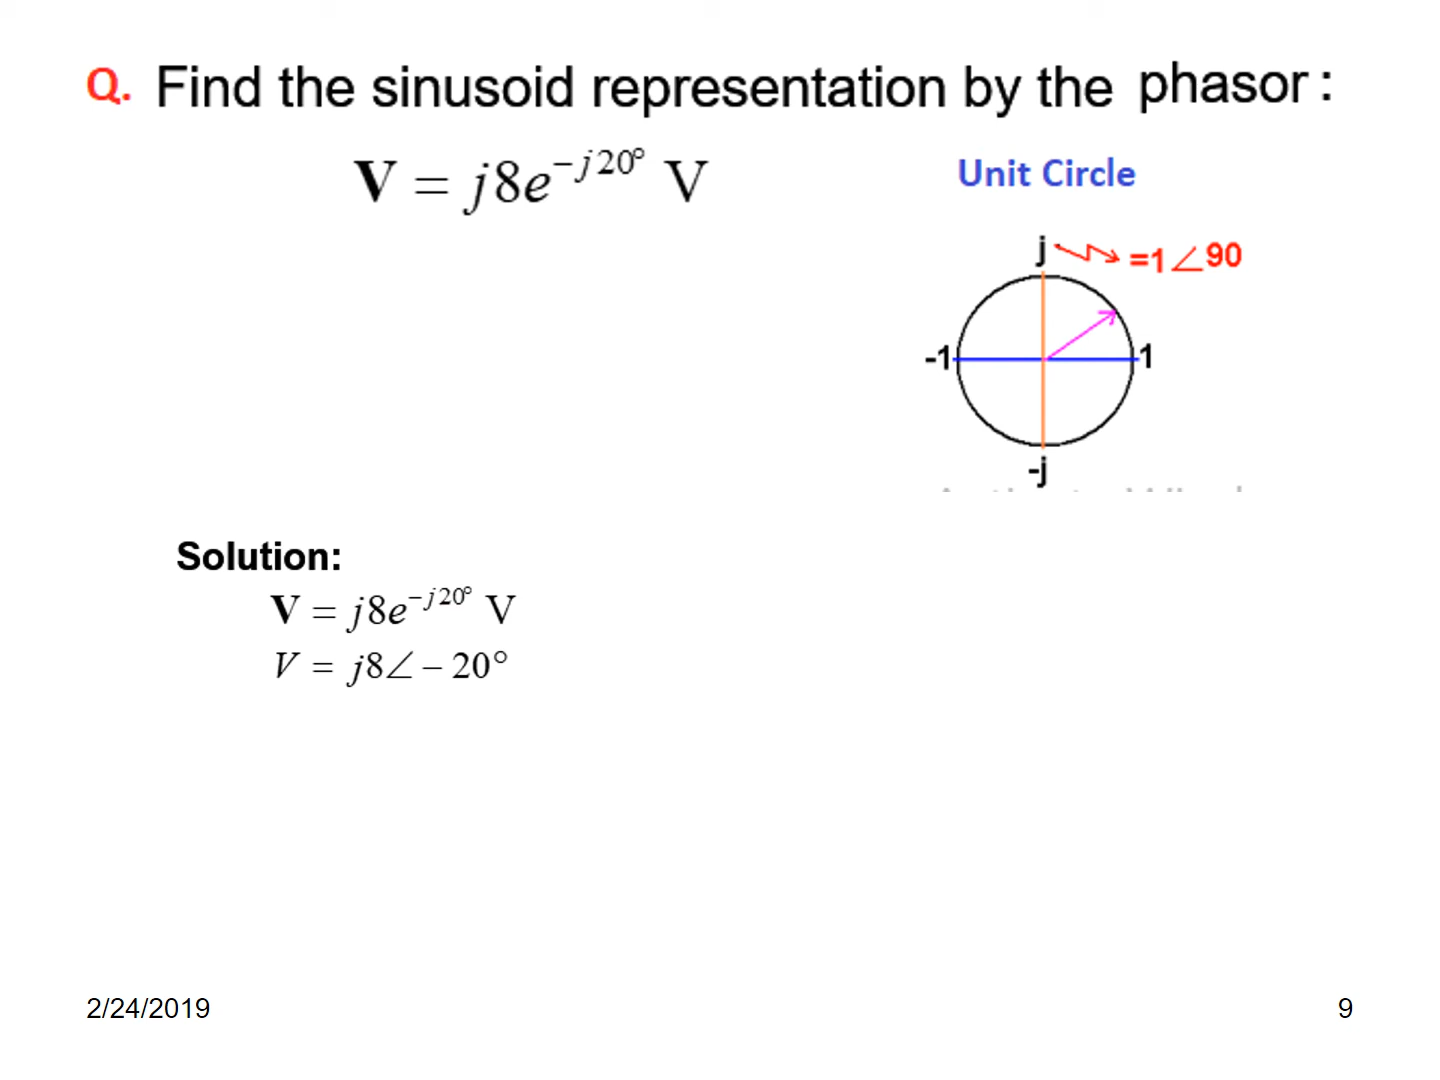 Q. Find the sinusoid representation by the phasor:
V = j8e^{-j20°} V
Unit Circle
j =1∠90
-1
1
-j
Solution:
V = j8e^{-j20°} V
V = j8∠-20°
2/24/2019
9